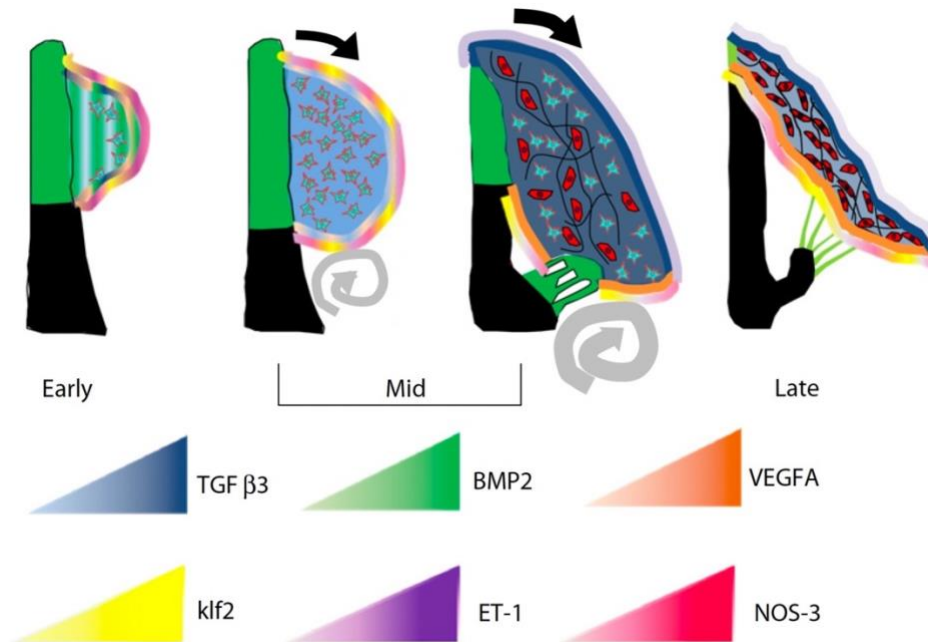 Early
Mid
Late
TGF β3
BMP2
VEGFA
klf2
ET-1
NOS-3